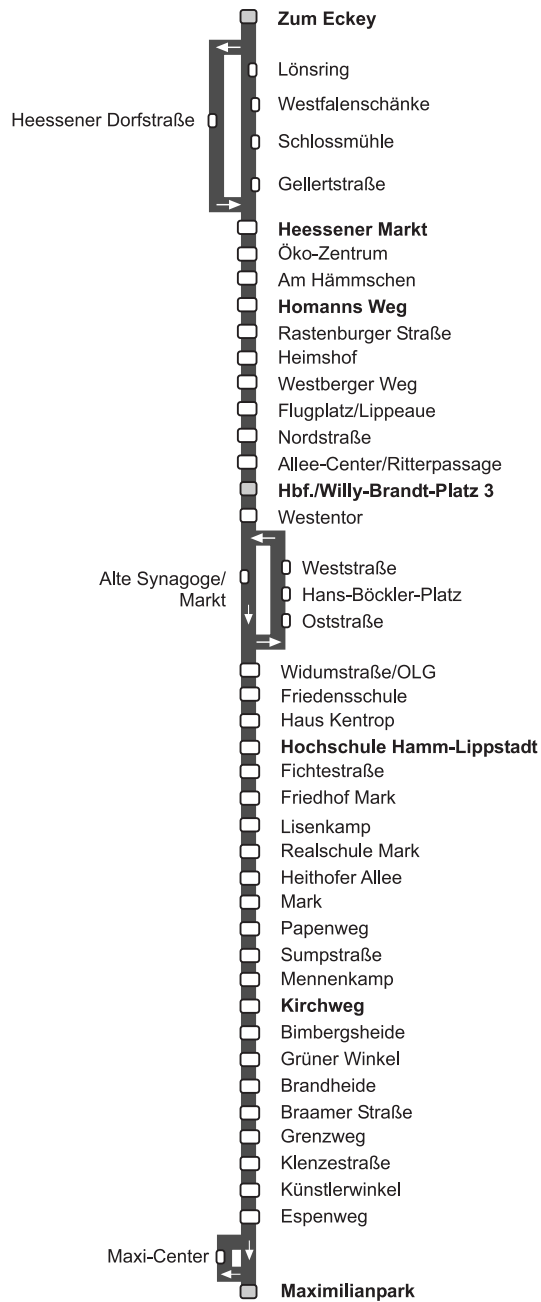 Zum Eckey
Lönsring
Westfalenschänke
Heessener Dorfstraße
Schlossmühle
Gellertstraße
Heessener Markt
Öko-Zentrum
Am Hämmschen
Homanns Weg
Rastenburger Straße
Heimshof
Westberger Weg
Flugplatz/Lippeaue
Nordstraße
Allee-Center/Ritterpassage
Hbf./Willy-Brandt-Platz 3
Westentor
Weststraße
Alte Synagoge/
Markt
Hans-Böckler-Platz
Oststraße
Widumstraße/OLG
Friedensschule
Haus Kentrop
Hochschule Hamm-Lippstadt
Fichtestraße
Friedhof Mark
Lisenkamp
Realschule Mark
Heithofer Allee
Mark
Papenweg
Sumpstraße
Mennenkamp
Kirchweg
Bimbergsheide
Grüner Winkel
Brandheide
Braamer Straße
Grenzweg
Klenzestraße
Künstlerwinkel
Espenweg
Maxi-Center
Maximilianpark